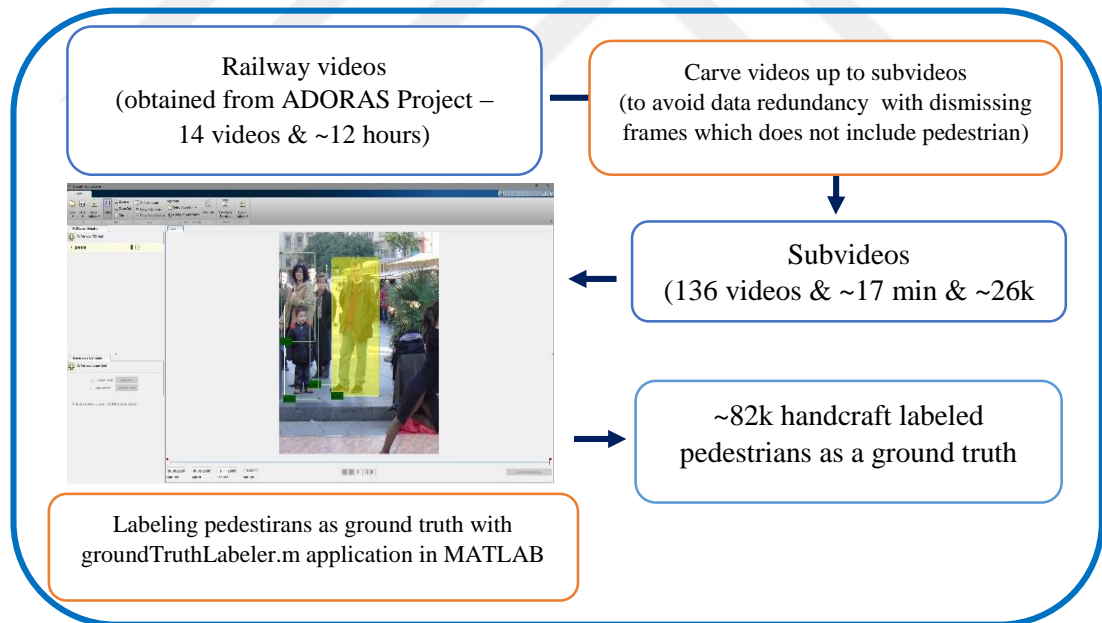 Railway videos
(obtained from ADORAS Project –
14 videos & ~12 hours)
Carve videos up to subvideos
(to avoid data redundancy with dismissing
frames which does not include pedestrian)
Subvideos
(136 videos & ~17 min & ~26k
~82k handcraft labeled
pedestrians as a ground truth
Labeling pedestirans as ground truth with
groundTruthLabeler.m application in MATLAB